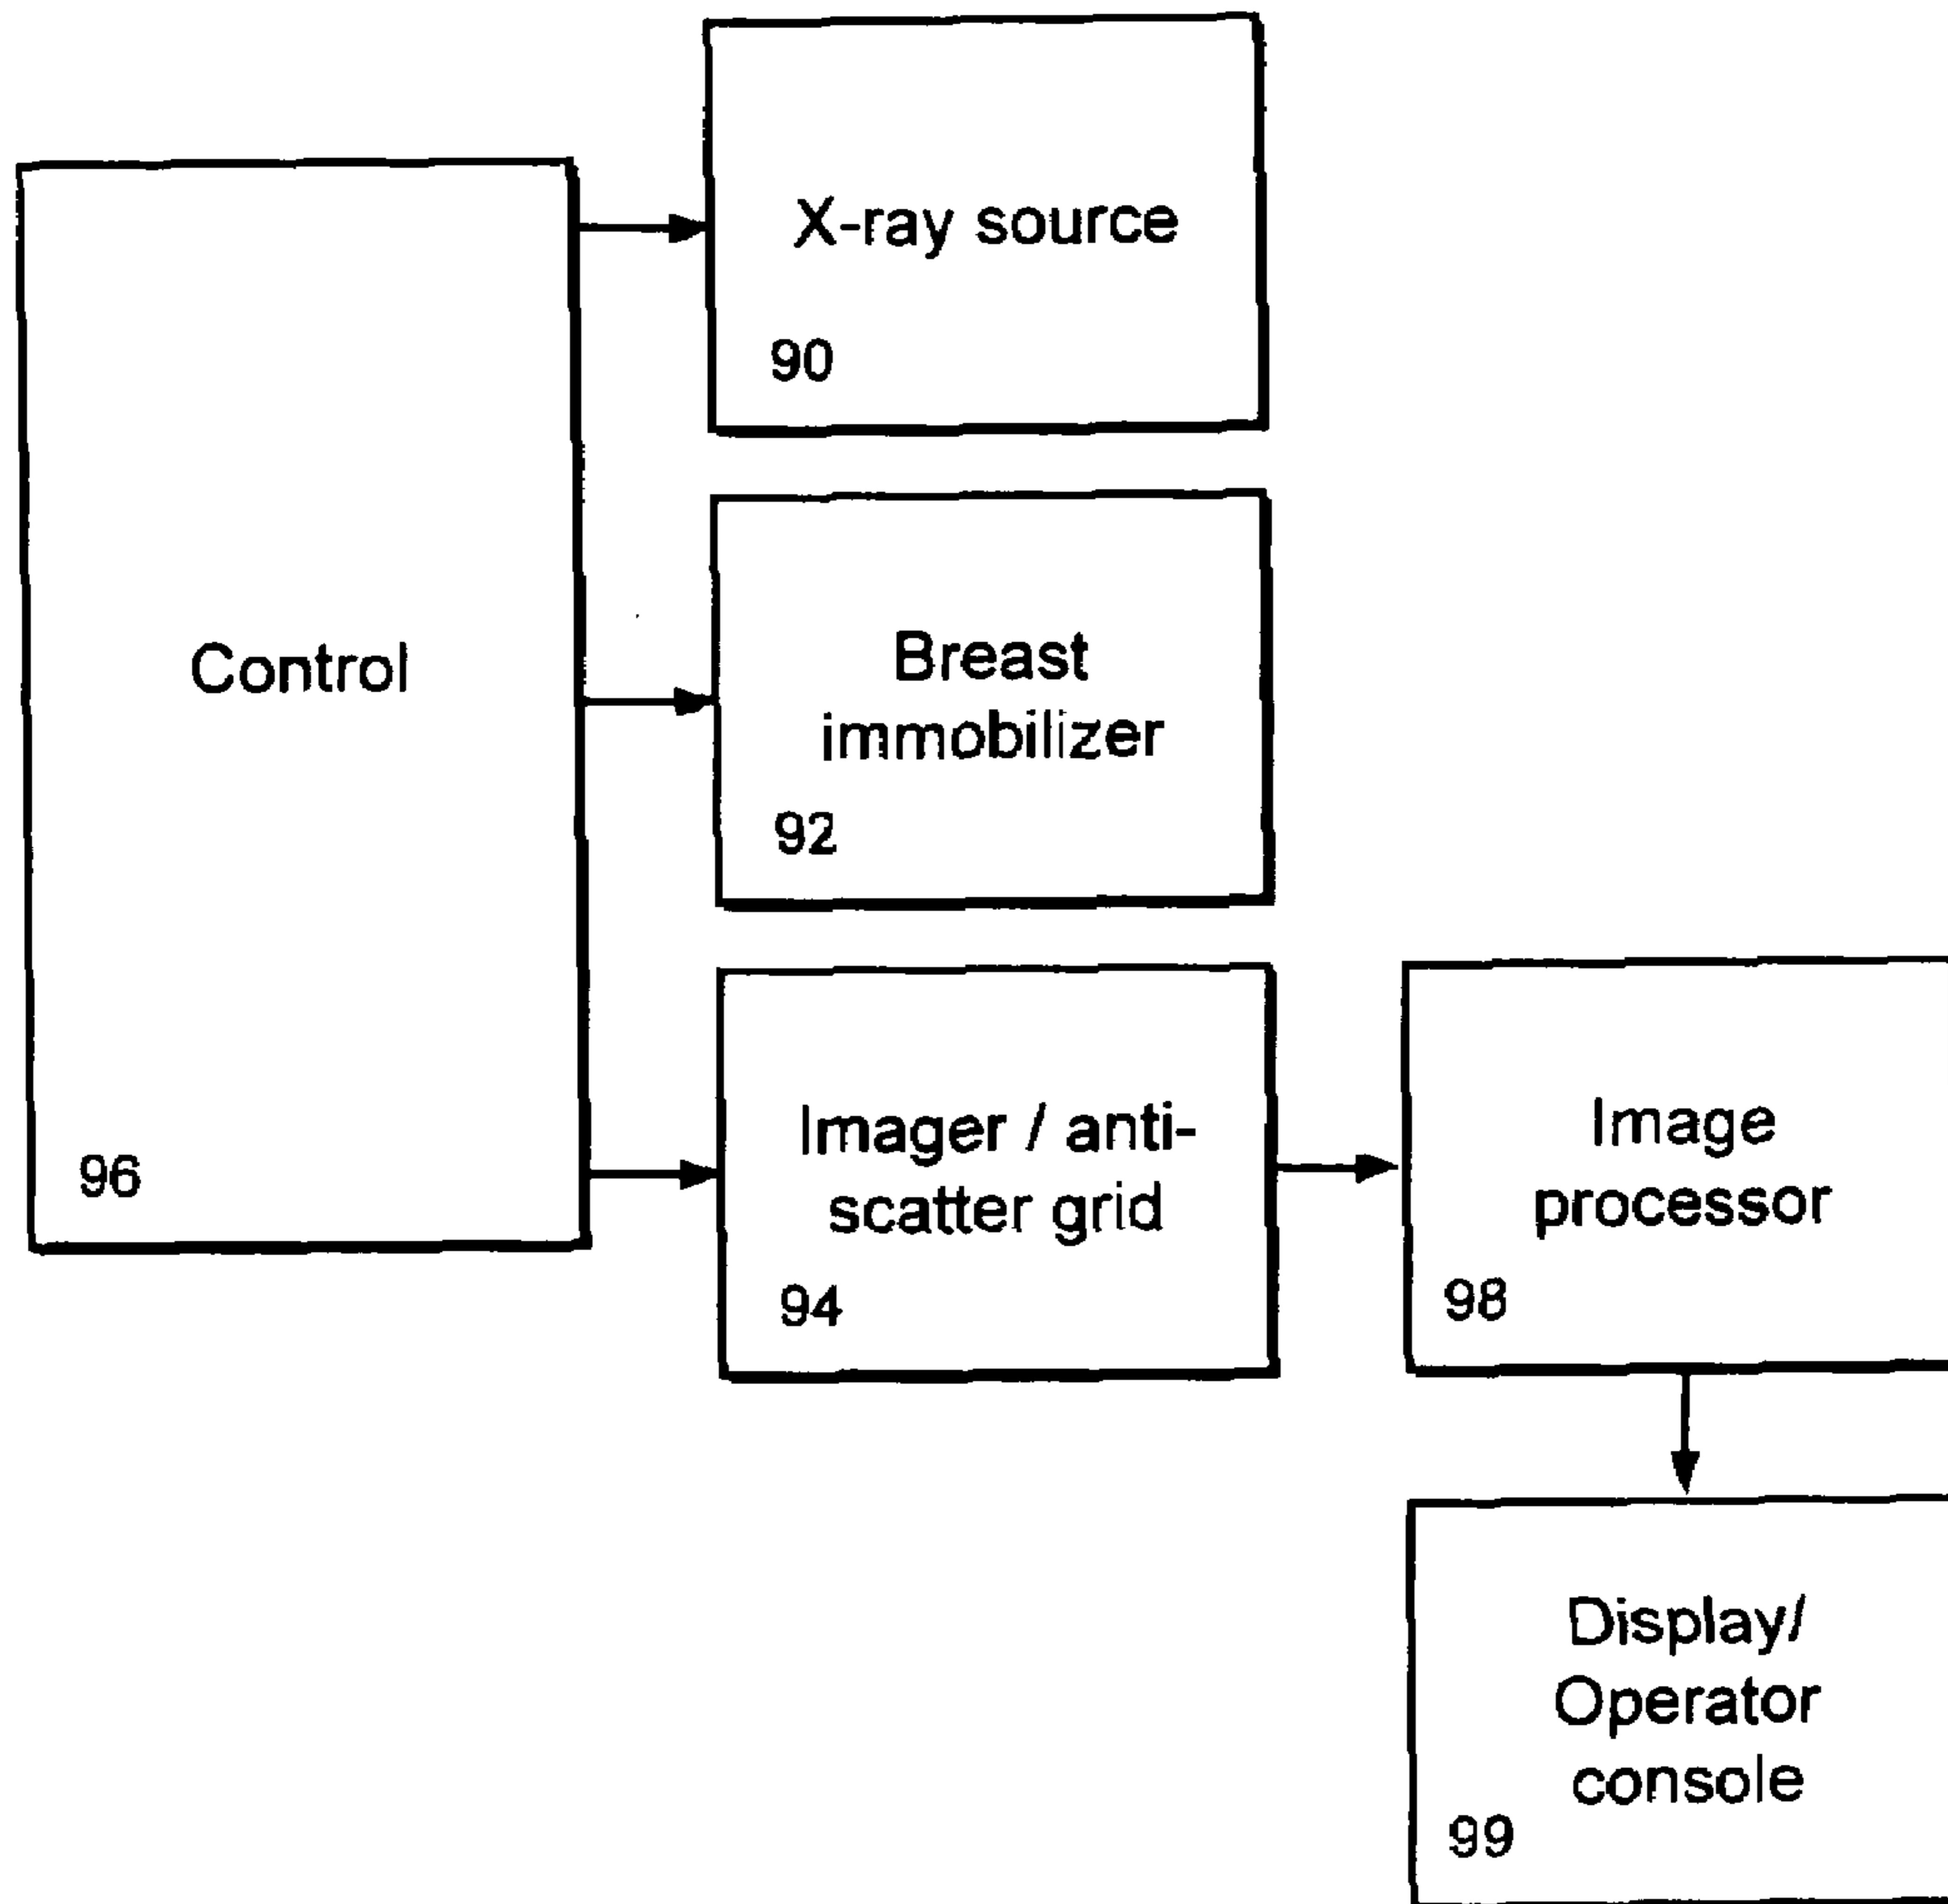 Control
96
X-ray source
90
Breast
immobilizer
92
Imager / anti-
scatter grid
94
Image
processor
98
Display/
Operator
console
99